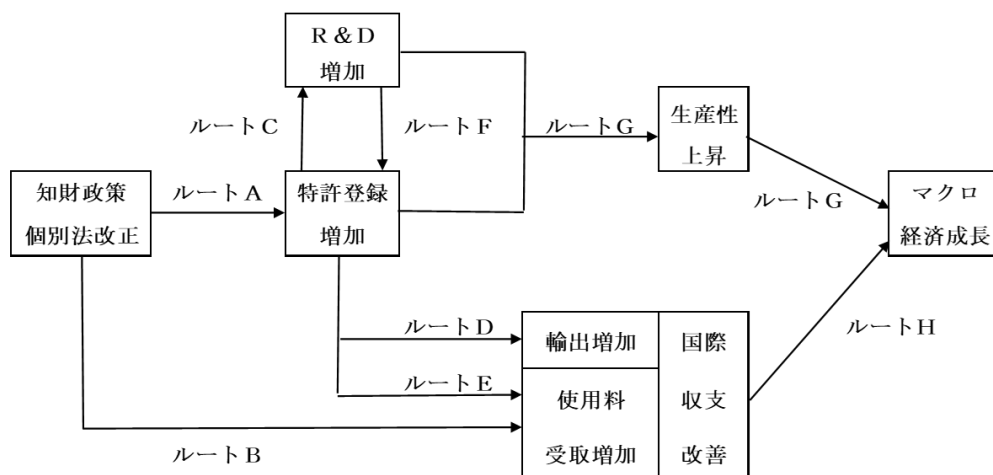 R&D
増加
ルートC
ルートF
ルートG
生産性
上昇
知財政策
個別法改正
ルートA
特許登録
増加
ルートG
マクロ
経済成長
ルートD
輸出増加
国際
収支
改善
ルートH
ルートE
使用料
受取増加
ルートB